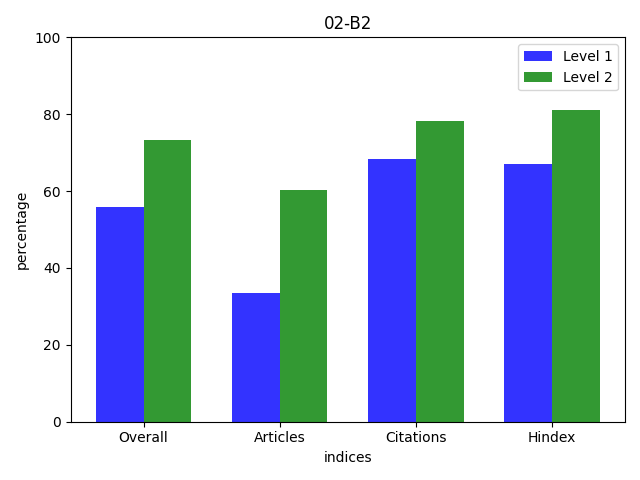 02-B2
100
80
60
40
20
0
percentage
Level 1
Level 2
Overall
Articles
Citations
Hindex
indices